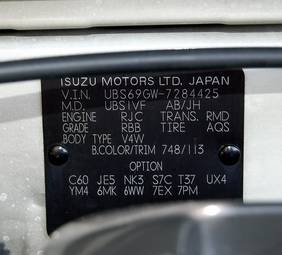 ISUZU MOTORS LTD. JAPAN
V.I.N. UBS69GW-7284425
M.D. UBS1VF AB/JH
ENGINE RJC TRANS. RMD
GRADE RBB TIRE AQS
BODY TYPE V4W
B.COLOR/TRIM 748/113
OPTION
C60 JE5 NK3 S7C T37 UX4
YM4 6MK 6WW 7EX 7PM